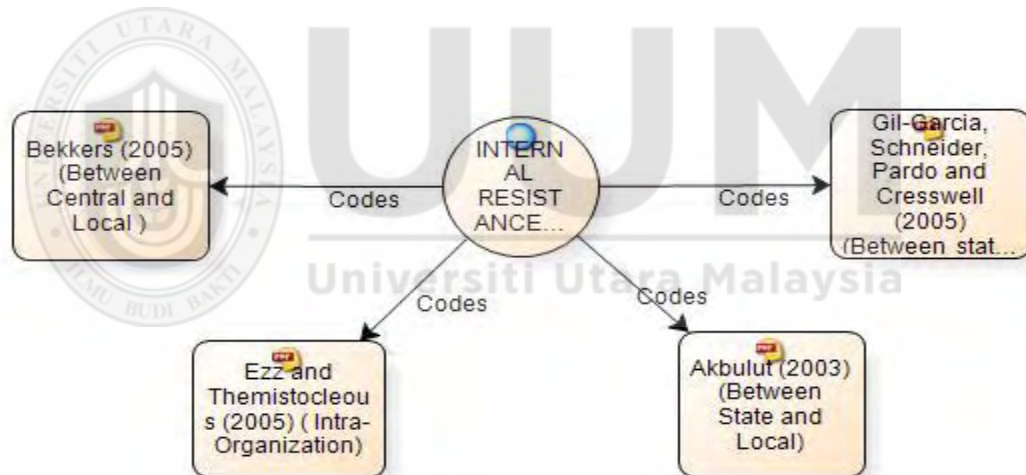 UNIVERSITI UTARA MALAYSIA
ILMU BUDI BAKTI
UUM
Universiti Utara Malaysia
INTERN
AL
RESIST
ANCE...
Codes
Bekkers (2005)
(Between
Central and
Local )
Codes
Gil-Garcia,
Schneider,
Pardo and
Cresswell
(2005)
(Between stat...
Codes
Ezz and
Themistocleou
s (2005) ( Intra-
Organization)
Codes
Akbulut (2003)
(Between
State and
Local)